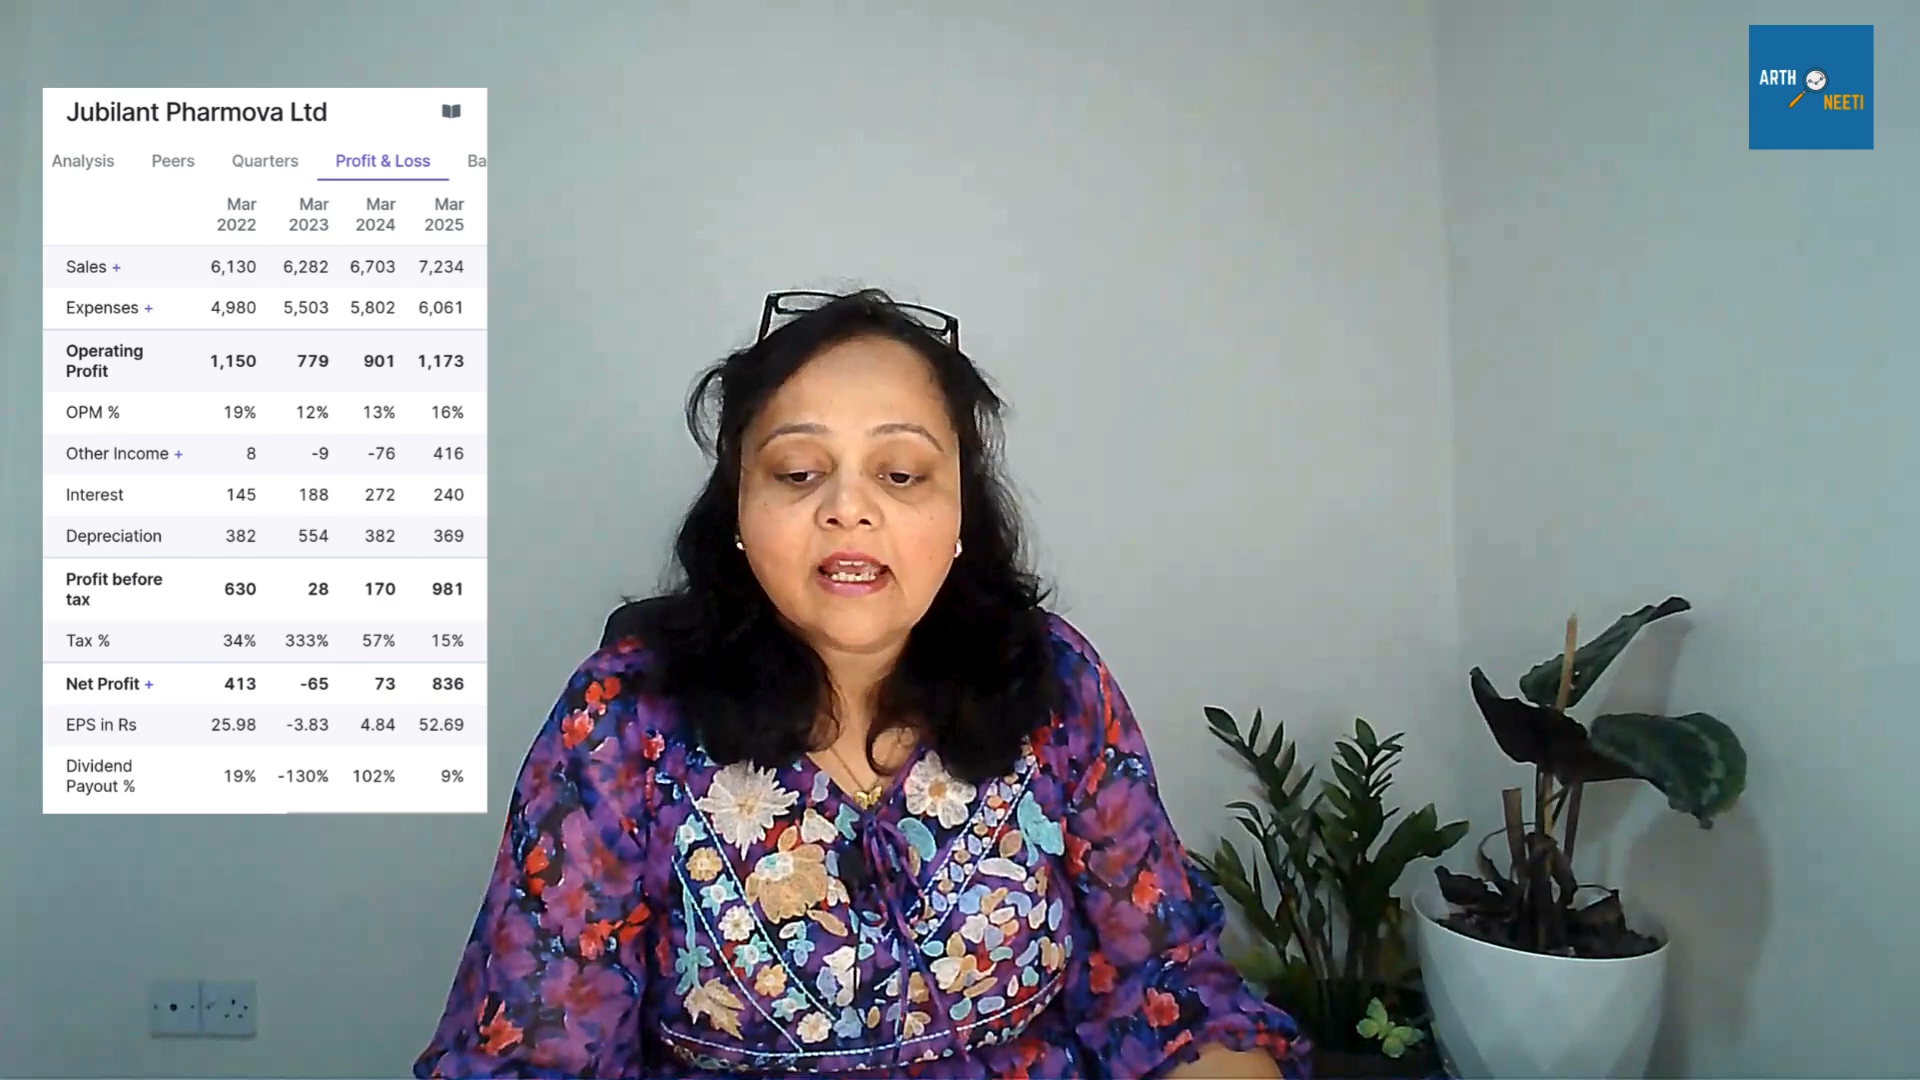 Jubilant Pharmova Ltd
Analysis Peers Quarters Profit & Loss Ba
Mar 2022 Mar 2023 Mar 2024 Mar 2025
Sales + 6,130 6,282 6,703 7,234
Expenses + 4,980 5,503 5,802 6,061
Operating Profit 1,150 779 901 1,173
OPM % 19% 12% 13% 16%
Other Income + 8 -9 -76 416
Interest 145 188 272 240
Depreciation 382 554 382 369
Profit before tax 630 28 170 981
Tax % 34% 333% 57% 15%
Net Profit + 413 -65 73 836
EPS in Rs 25.98 -3.83 4.84 52.69
Dividend Payout % 19% -130% 102% 9%
ARTH
NEETI